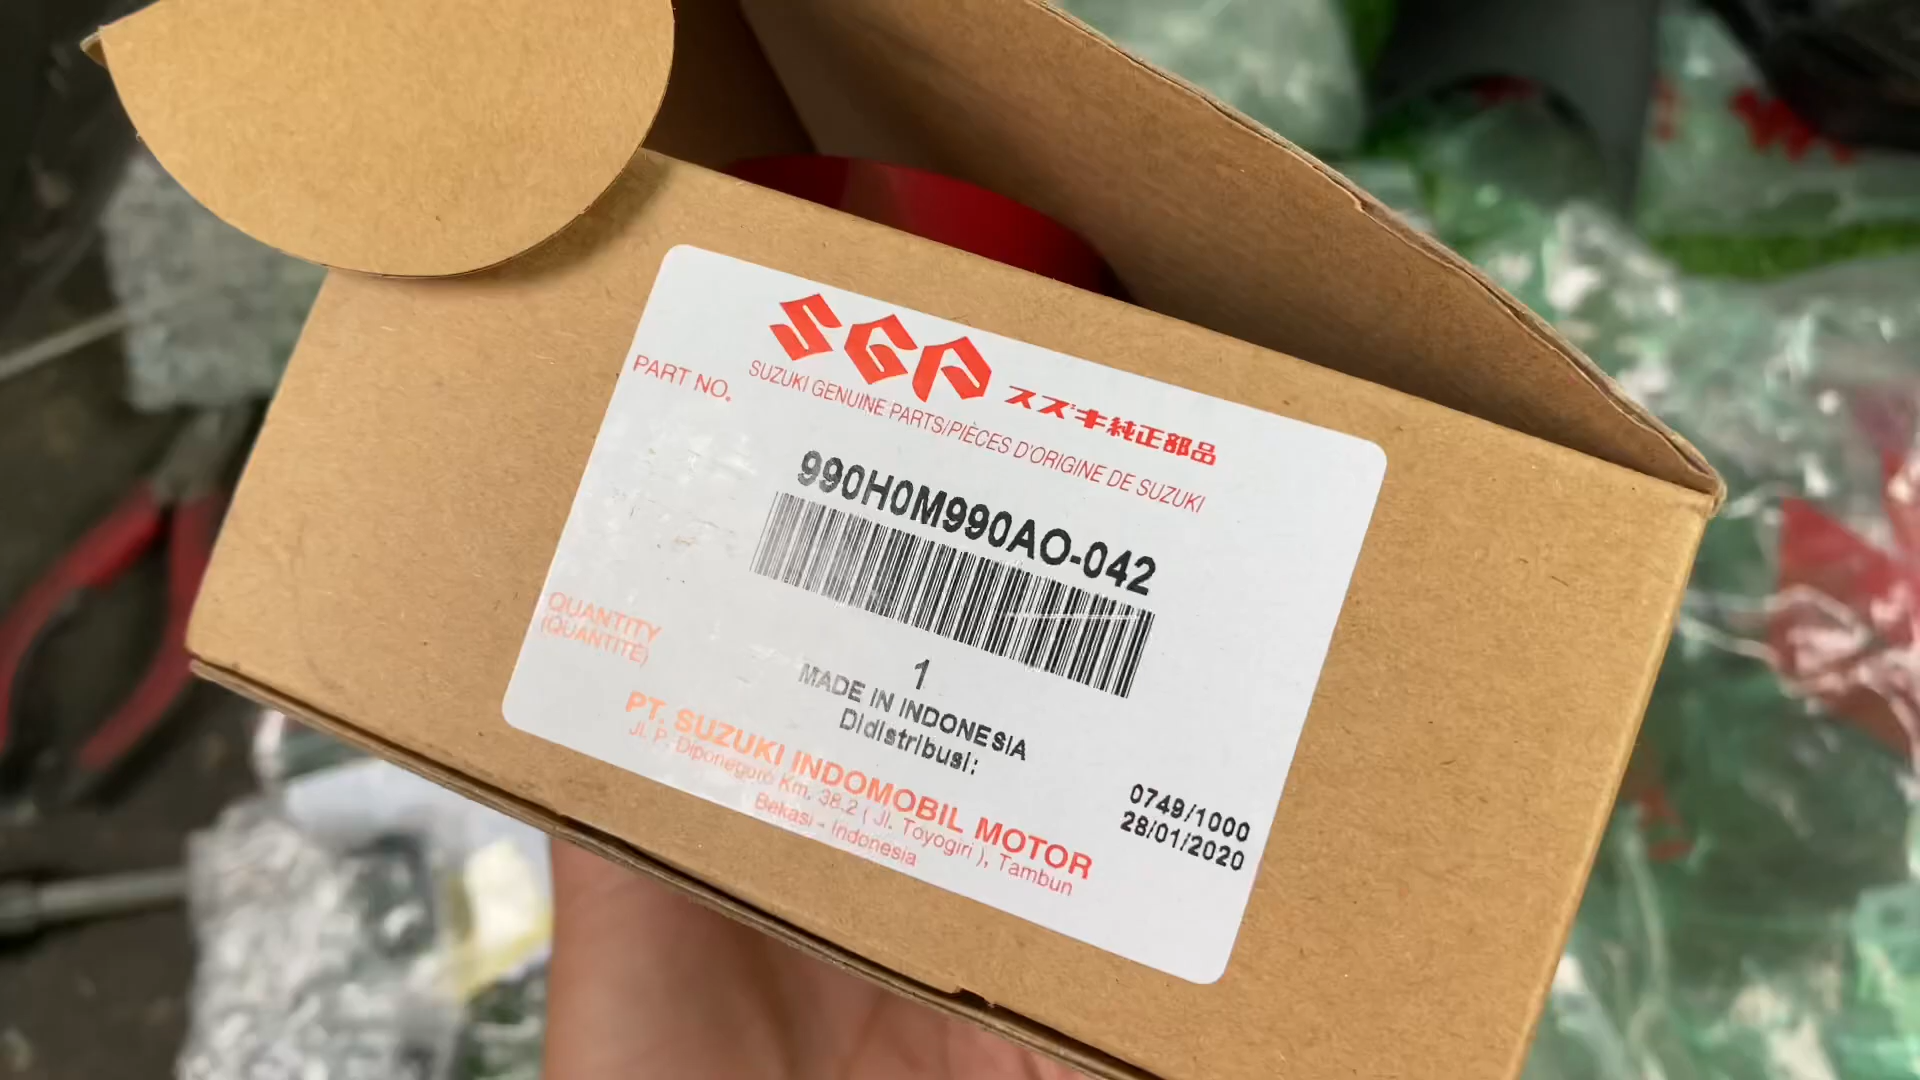 SGP スズキ純正部品
SUZUKI GENUINE PARTS/PIÈCES D'ORIGINE DE SUZUKI
PART NO.
990H0M990AO-042
QUANTITY
(QUANTITÉ)
1
MADE IN INDONESIA
Didistribusi:
PT. SUZUKI INDOMOBIL MOTOR
Jl. P. Diponegoro Km. 38.2 ( Jl. Toyogiri ), Tambun
Bekasi - Indonesia
0749/1000
28/01/2020